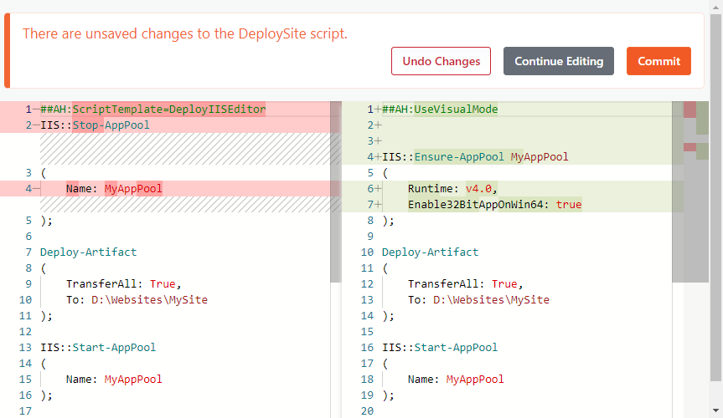 There are unsaved changes to the DeploySite script.
Undo Changes
Continue Editing
Commit
1-##AH:ScriptTemplate=DeployIISEditor
2-IIS::Stop-AppPool
3 (
4- Name: MyAppPool
5 );
6
7 Deploy-Artifact
8 (
9 TransferAll: True,
10 To: D:\Websites\MySite
11 );
12
13 IIS::Start-AppPool
14 (
15 Name: MyAppPool
16 );
17
1+##AH:UseVisualMode
2+
3+
4+IIS::Ensure-AppPool MyAppPool
5 (
6+ Runtime: v4.0,
7+ Enable32BitAppOnWin64: true
8 );
9
10 Deploy-Artifact
11 (
12 TransferAll: True,
13 To: D:\Websites\MySite
14 );
15
16 IIS::Start-AppPool
17 (
18 Name: MyAppPool
19 );
20